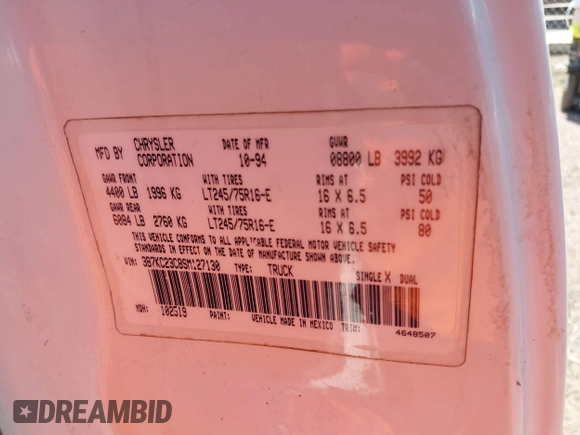 MFD BY CHRYSLER CORPORATION DATE OF MFR 10-94 GVWR 08800 LB 3992 KG
GAWR FRONT WITH TIRES RIMS AT PSI COLD
4400 LB 1996 KG LT245/75R16-E 16 X 6.5 50
GAWR REAR WITH TIRES RIMS AT PSI COLD
6084 LB 2760 KG LT245/75R16-E 16 X 6.5 80
THIS VEHICLE CONFORMS TO ALL APPLICABLE FEDERAL MOTOR VEHICLE SAFETY
STANDARDS IN EFFECT ON THE DATE OF MANUFACTURE SHOWN ABOVE.
VIN: 3B7KC23C8SM127130 TYPE: TRUCK SINGLE X DUAL
MDH: 102519 PAINT: VEHICLE MADE IN MEXICO TRIM:
4648507
DREAMBID